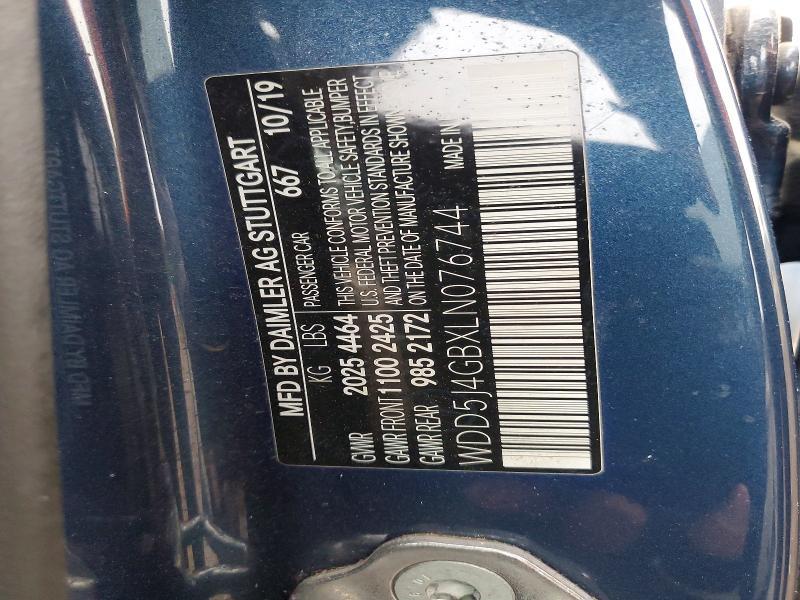 MFD BY DAIMLER AG STUTTGART
667 10/19
KG LBS PASSENGER CAR
GVWR 2025 4464 THIS VEHICLE CONFORMS TO ALL APPLICABLE
GAWR FRONT 1100 2425 U.S. FEDERAL MOTOR VEHICLE SAFETY BUMPER
GAWR REAR 985 2172 AND THEFT PREVENTION STANDARDS IN EFFECT
ON THE DATE OF MANUFACTURE SHOWN
WDD5J4GBXLN076744 MADE IN